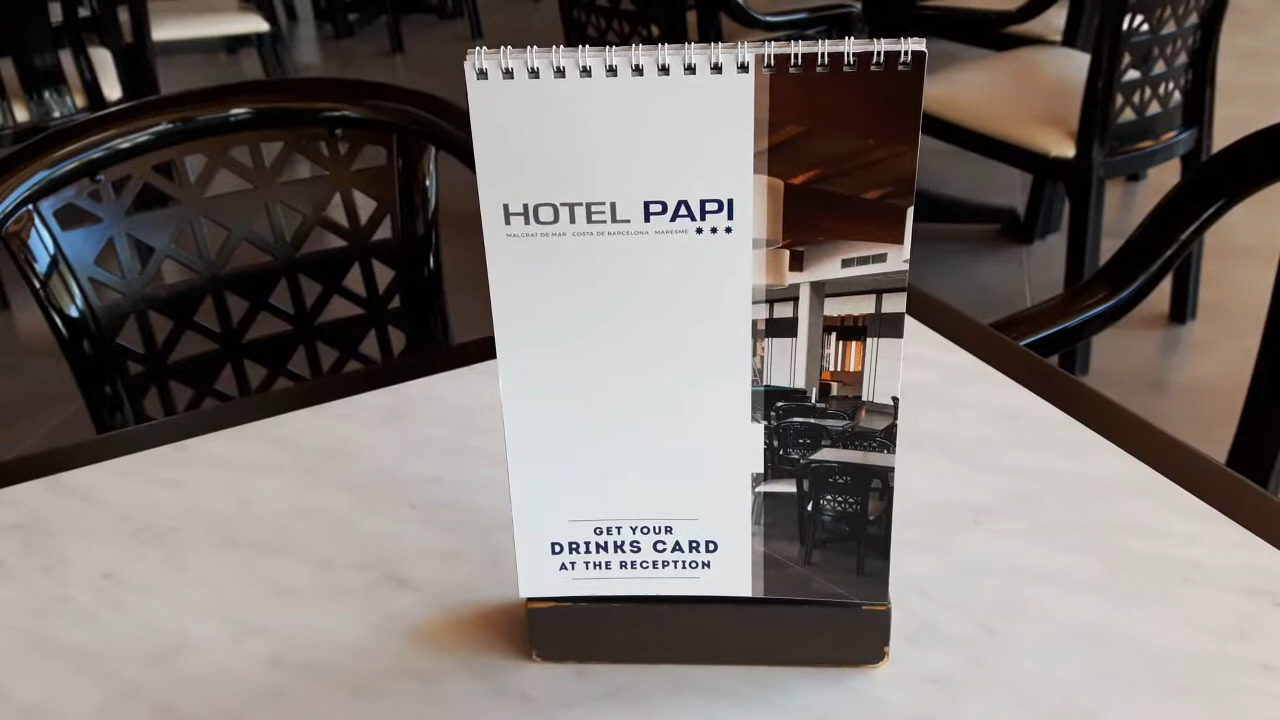 HOTEL PAPI
MALGRAT DE MAR COSTA DE BARCELONA MARESME
GET YOUR
DRINKS CARD
AT THE RECEPTION